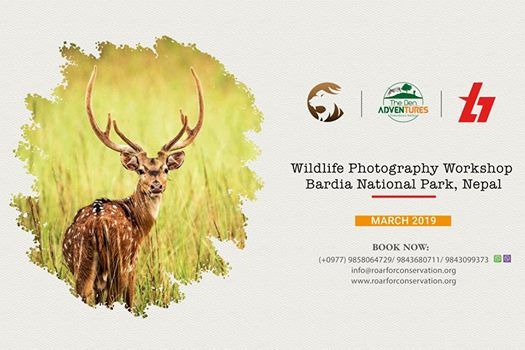 The Den
ADVENTURES
Wildlife Photography Workshop
Bardia National Park, Nepal
MARCH 2019
BOOK NOW:
(+0977) 9858064729/ 9843680711/ 9843099373
info@roarforconservation.org
www.roarforconservation.org